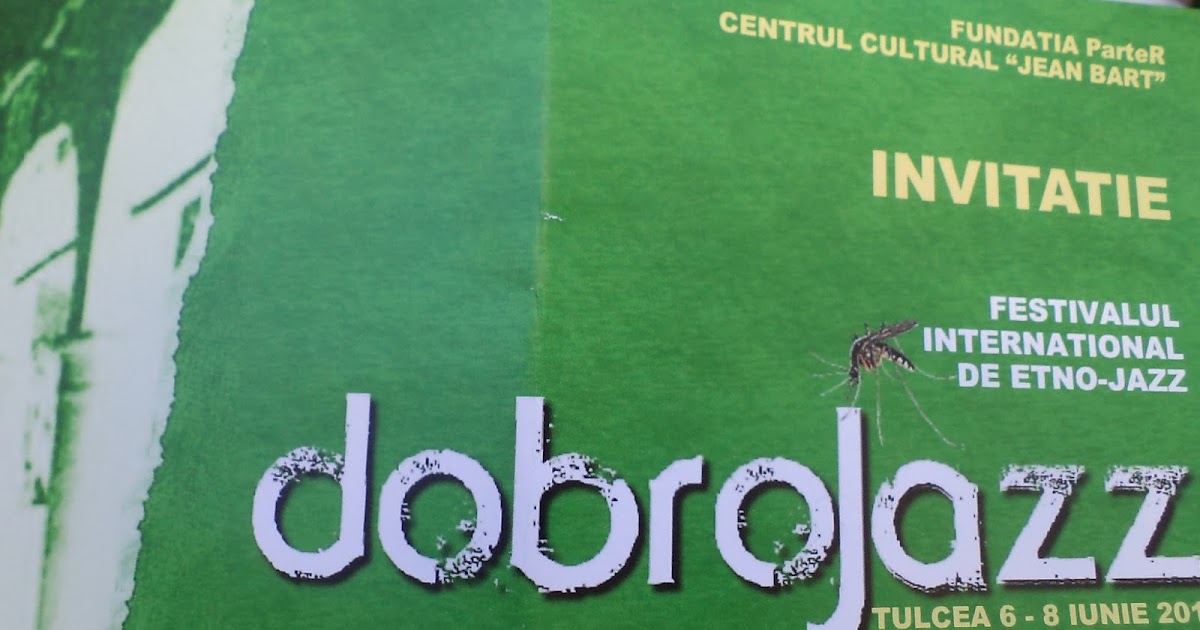 FUNDATIA ParteR
CENTRUL CULTURAL “JEAN BART”
INVITATIE
FESTIVALUL
INTERNATIONAL
DE ETNO-JAZZ
dobroJazz
TULCEA 6 - 8 IUNIE